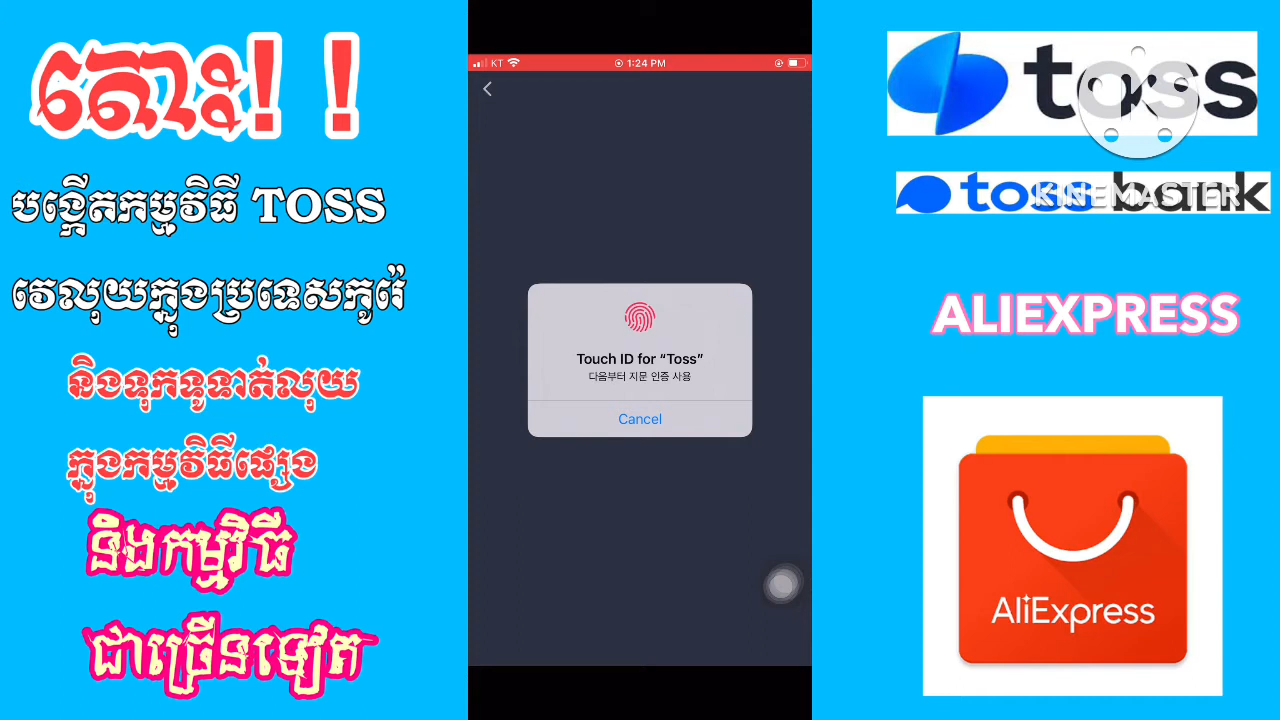 តោះ! !
បង្កើតកម្មវិធី TOSS
វេលុយក្នុងប្រទេសកូរ៉េ
និងទុកទូទាត់លុយ
ក្នុងកម្មវិធីផ្សេង
និងកម្មវិធី
ជាច្រើនទៀត
KT 1:24 PM
Touch ID for “Toss”
다음부터 지문 인증 사용
Cancel
toss
toss bank
KINEMASTER
ALIEXPRESS
AliExpress